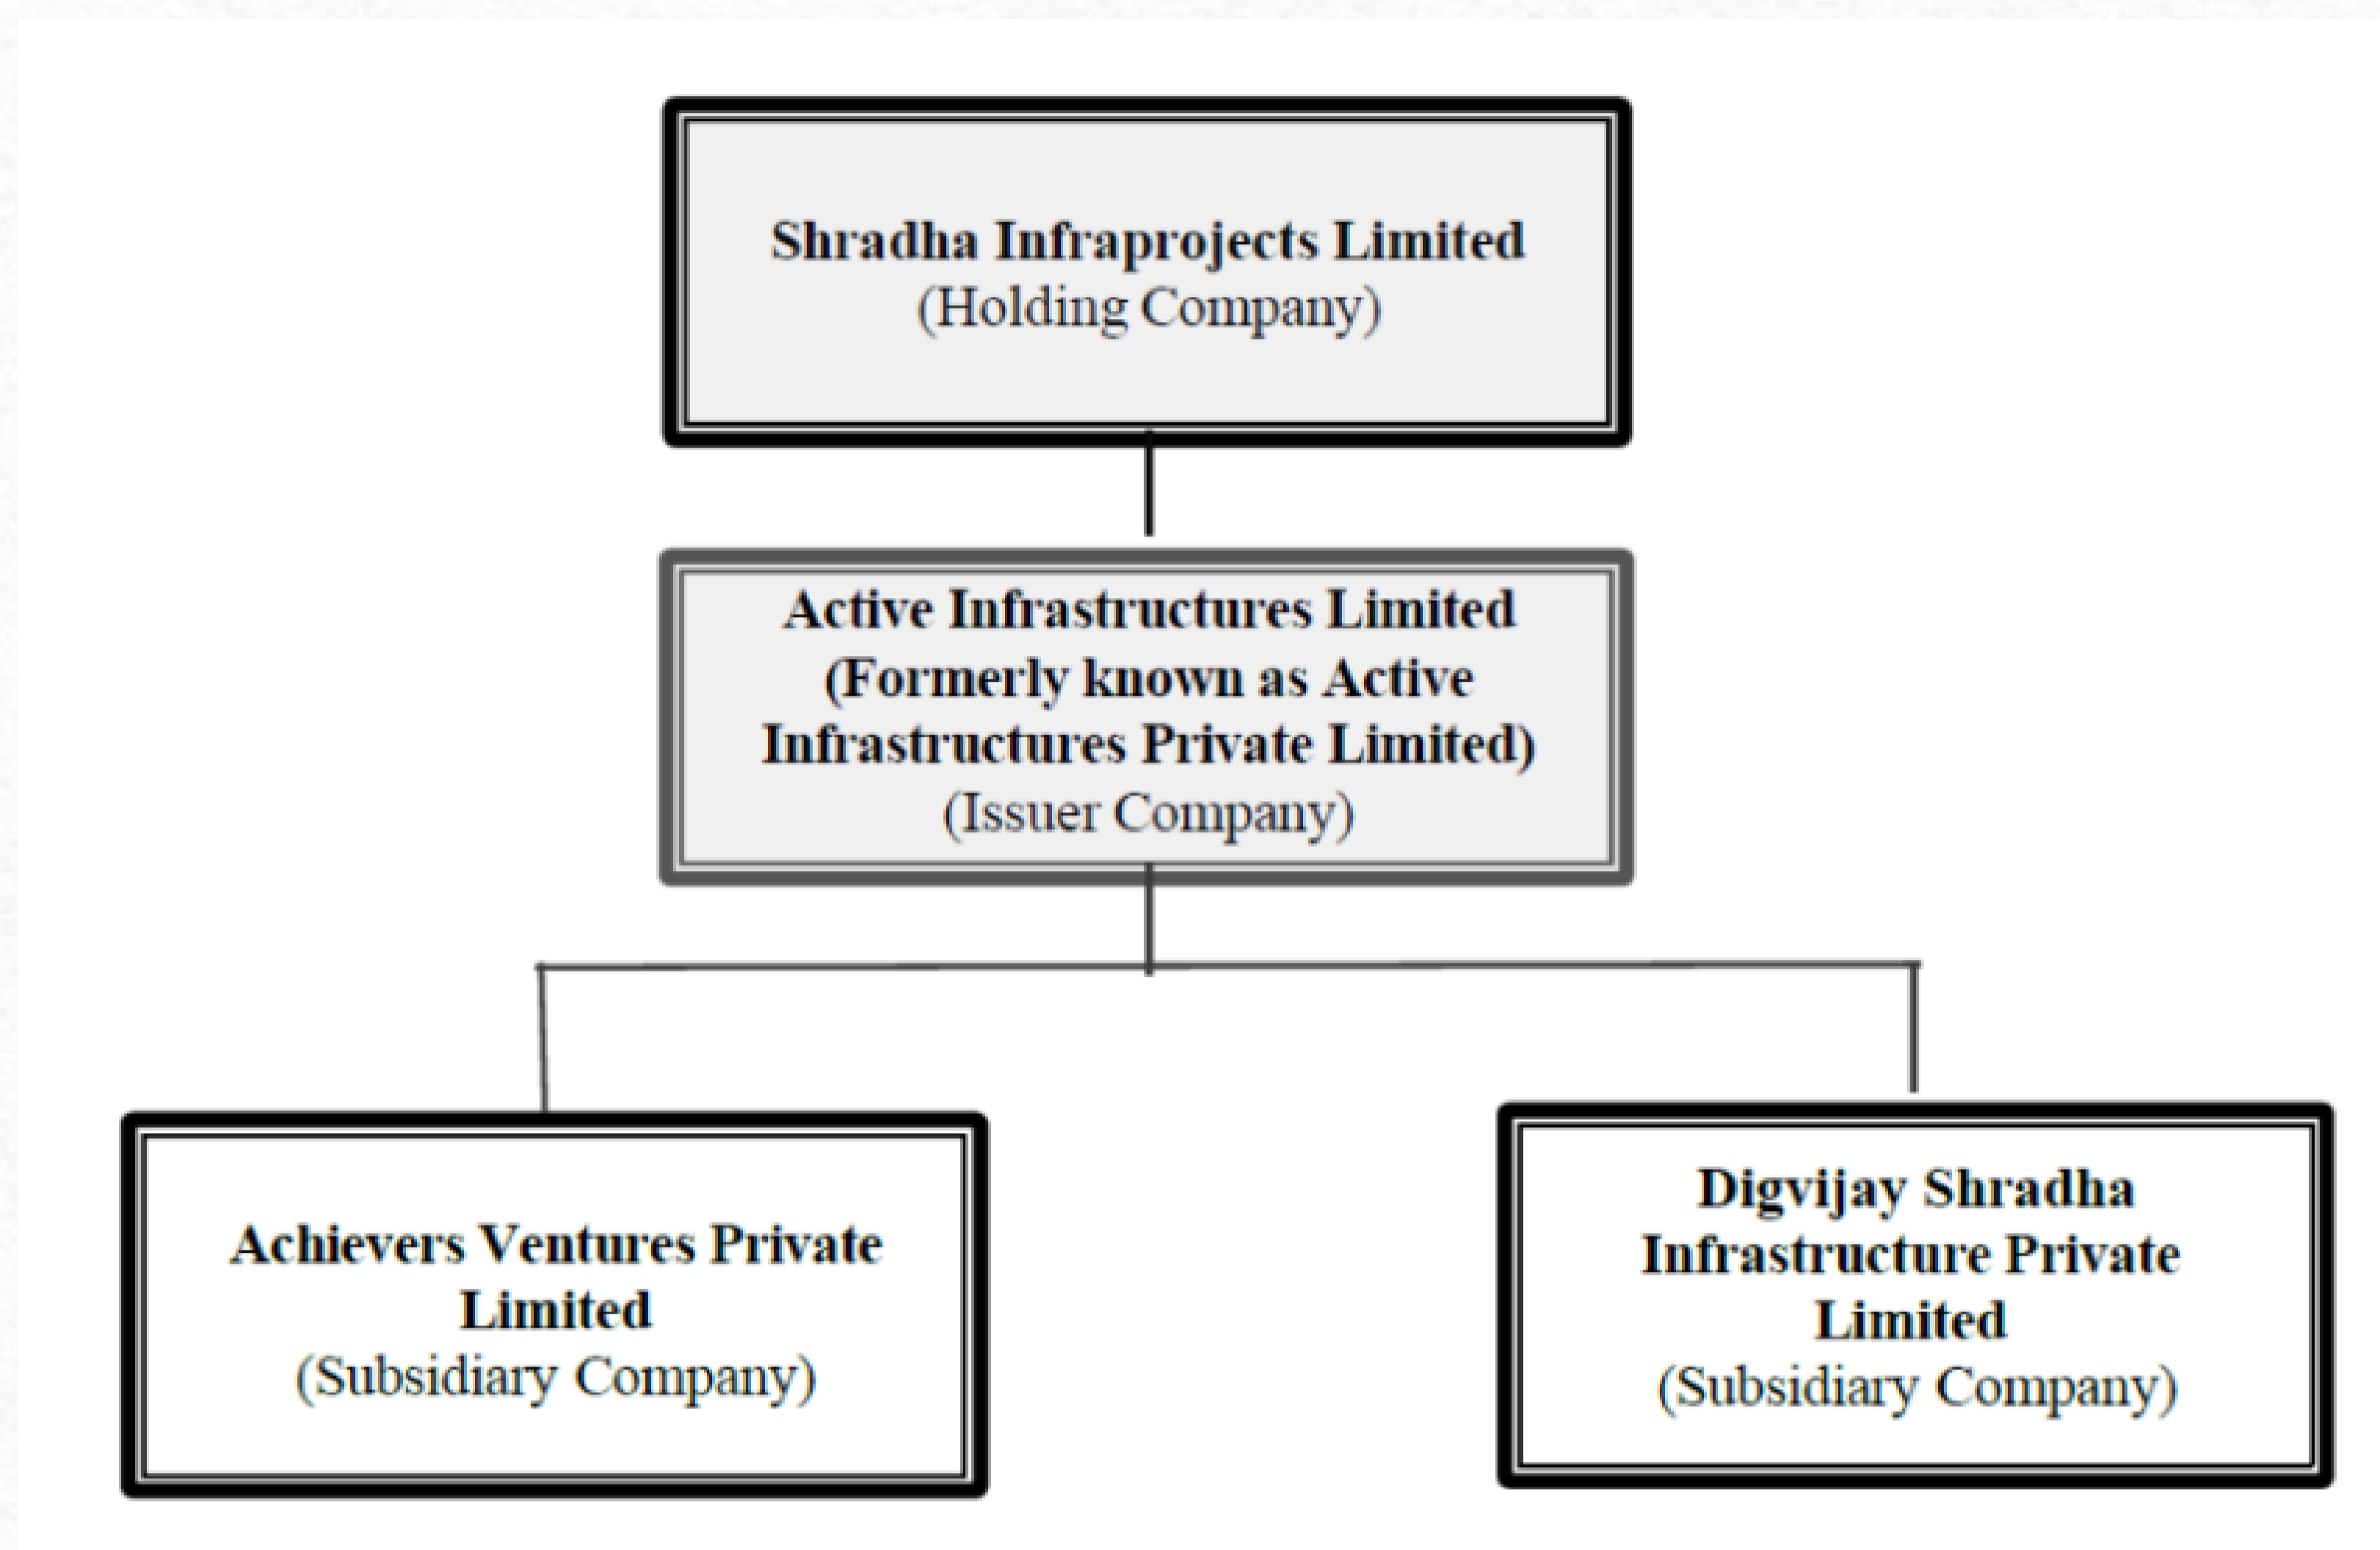 Shradha Infraprojects Limited
(Holding Company)
Active Infrastructures Limited
(Formerly known as Active
Infrastructures Private Limited)
(Issuer Company)
Achievers Ventures Private
Limited
(Subsidiary Company)
Digvijay Shradha
Infrastructure Private
Limited
(Subsidiary Company)